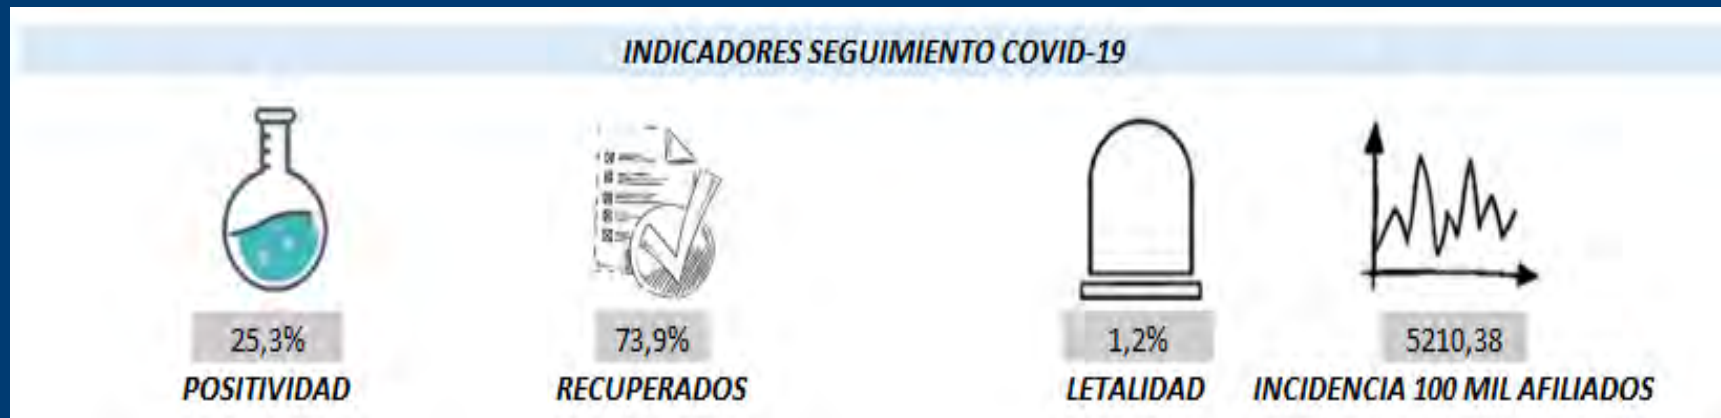 INDICADORES SEGUIMIENTO COVID-19
25,3%
73,9%
1,2%
5210,38
POSITIVIDAD
RECUPERADOS
LETALIDAD
INCIDENCIA 100 MIL AFILIADOS